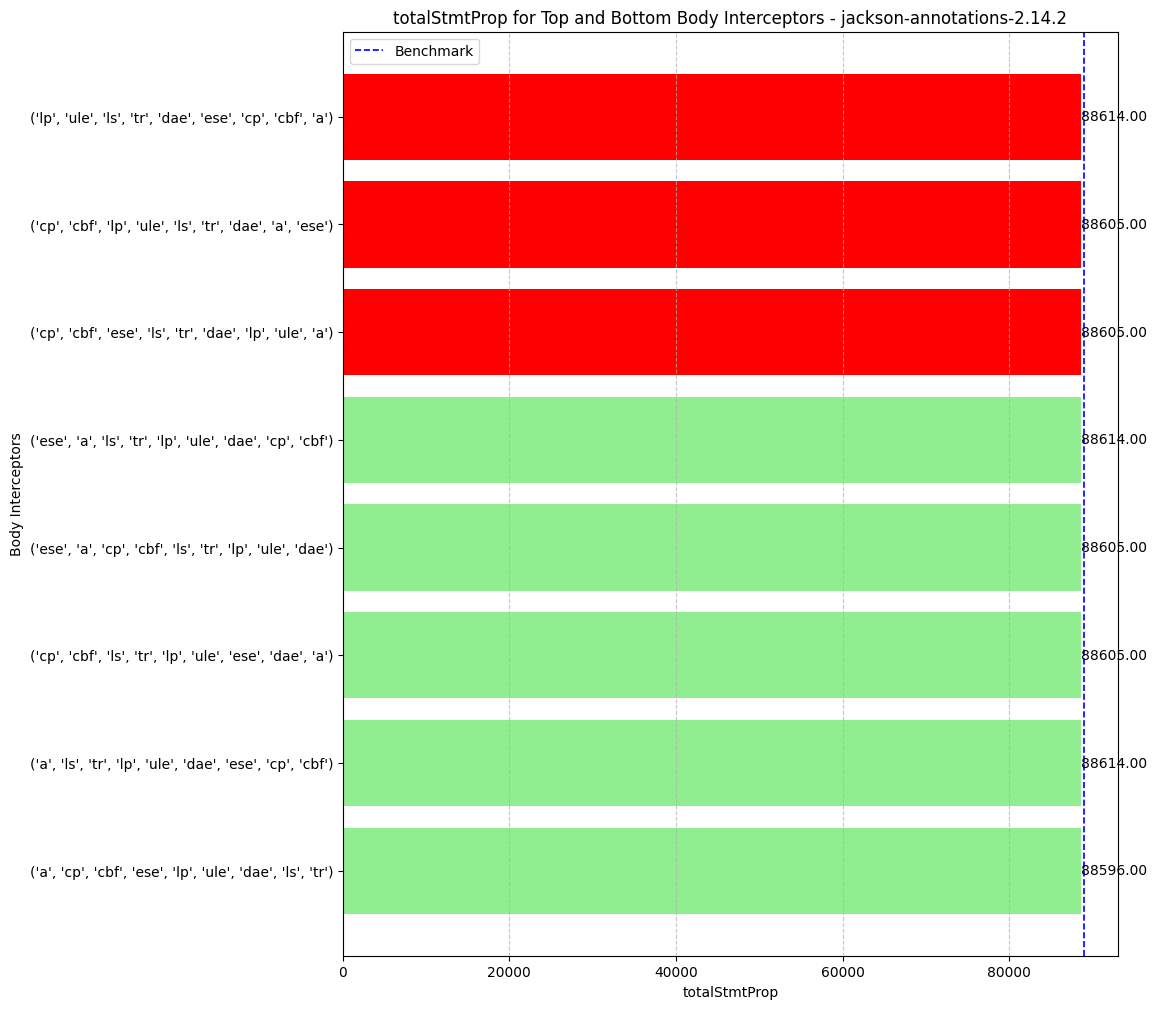 totalStmtProp for Top and Bottom Body Interceptors - jackson-annotations-2.14.2
Benchmark
('lp', 'ule', 'ls', 'tr', 'dae', 'ese', 'cp', 'cbf', 'a')
88614.00
('cp', 'cbf', 'lp', 'ule', 'ls', 'tr', 'dae', 'a', 'ese')
88605.00
('cp', 'cbf', 'ese', 'ls', 'tr', 'dae', 'lp', 'ule', 'a')
88605.00
('ese', 'a', 'ls', 'tr', 'lp', 'ule', 'dae', 'cp', 'cbf')
88614.00
('ese', 'a', 'cp', 'cbf', 'ls', 'tr', 'lp', 'ule', 'dae')
88605.00
('cp', 'cbf', 'ls', 'tr', 'lp', 'ule', 'ese', 'dae', 'a')
88605.00
('a', 'ls', 'tr', 'lp', 'ule', 'dae', 'ese', 'cp', 'cbf')
88614.00
('a', 'cp', 'cbf', 'ese', 'lp', 'ule', 'dae', 'ls', 'tr')
88596.00
Body Interceptors
0
20000
40000
60000
80000
totalStmtProp